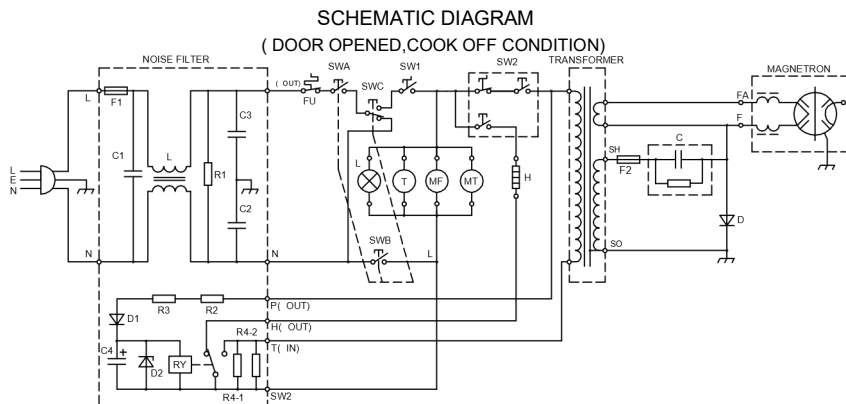 SCHEMATIC DIAGRAM
( DOOR OPENED,COOK OFF CONDITION)
NOISE FILTER
SWA
SWC
SW1
SW2
TRANSFORMER
MAGNETRON
L
F1
( OUT)
FU
FA
F
C3
C1
L
R1
C2
L
E
N
L
T
MF
MT
H
SH
F2
C
D
SO
SWB
N
N
L
R3
R2
P( OUT)
D1
H( OUT)
R4-2
T( IN)
C4
+
D2
RY
R4-1
SW2